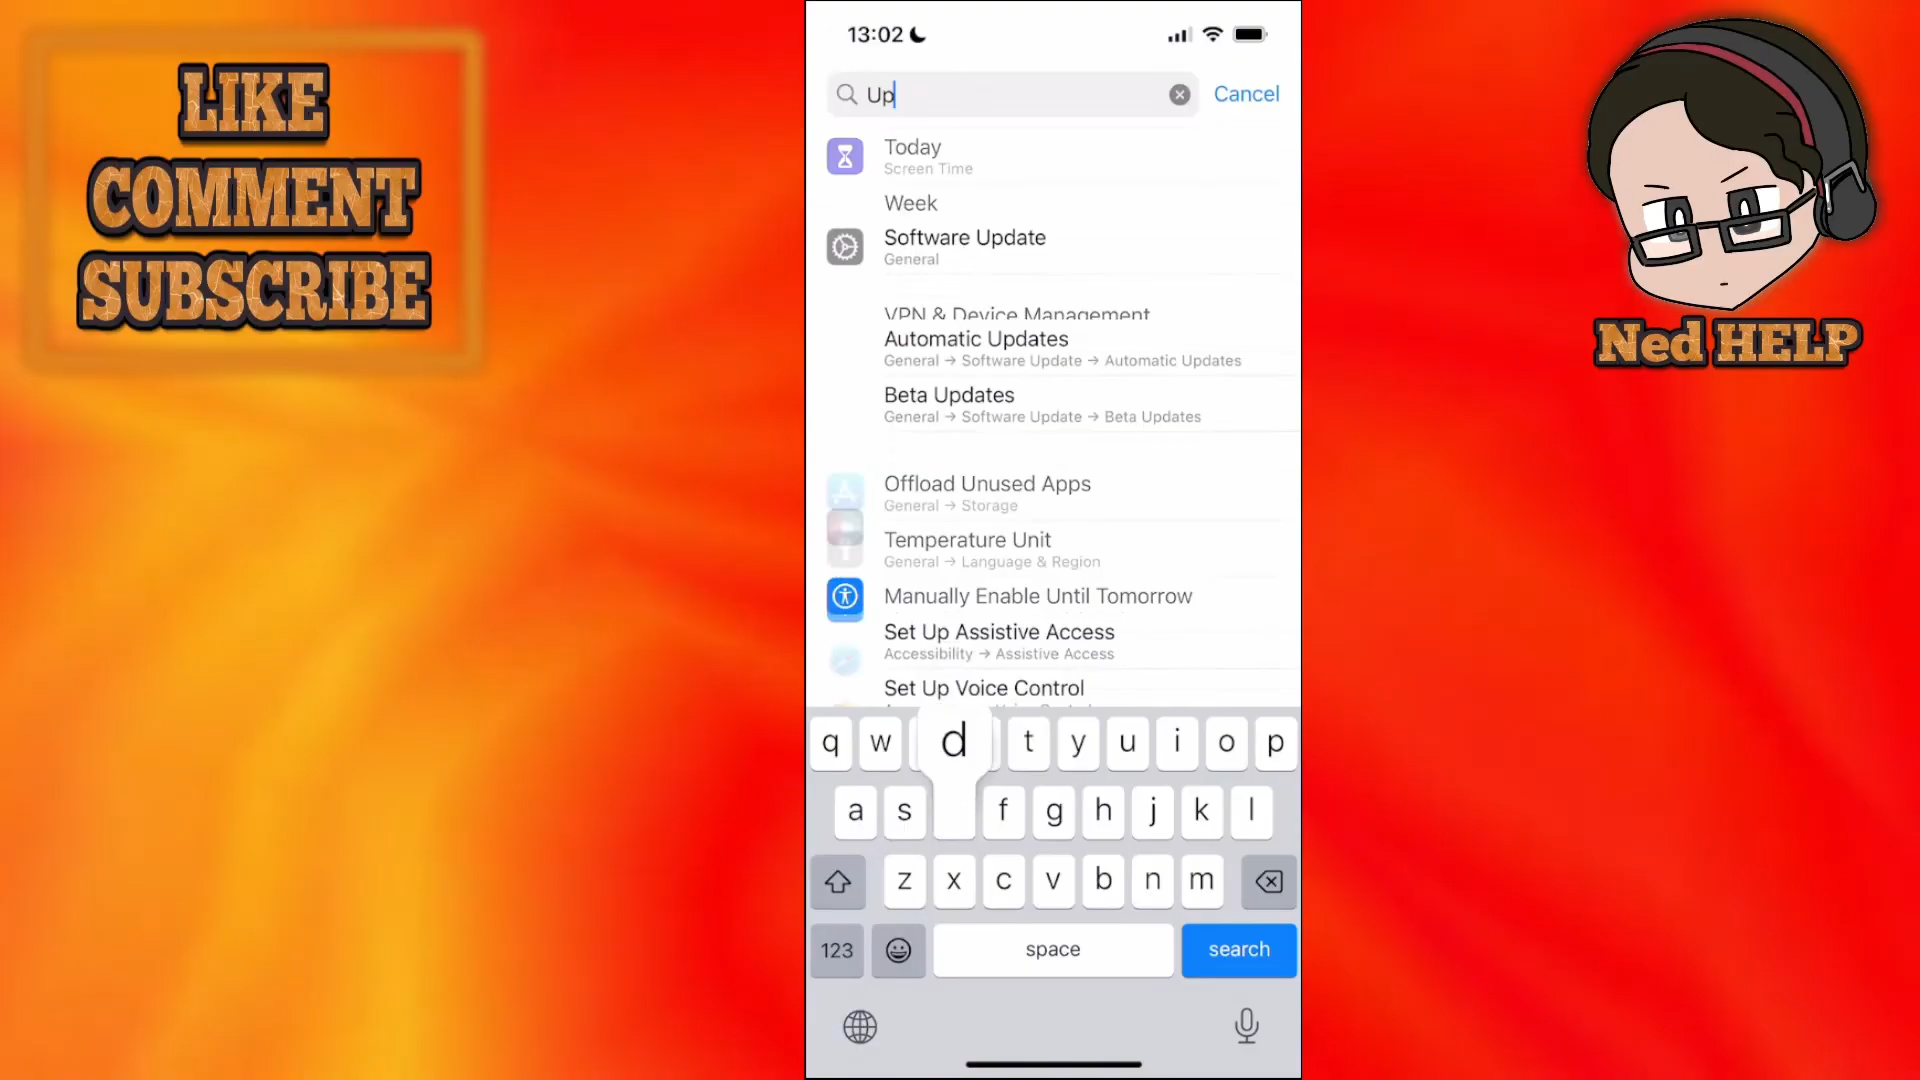 LIKE
COMMENT
SUBSCRIBE
13:02
Up
Cancel
Today
Screen Time
Week
Software Update
General
VPN & Device Management
Automatic Updates
General → Software Update → Automatic Updates
Beta Updates
General → Software Update → Beta Updates
Offload Unused Apps
General → Storage
Temperature Unit
General → Language & Region
Manually Enable Until Tomorrow
Set Up Assistive Access
Accessibility → Assistive Access
Set Up Voice Control
q w d t y u i o p
a s f g h j k l
z x c v b n m
123 space search
Ned HELP